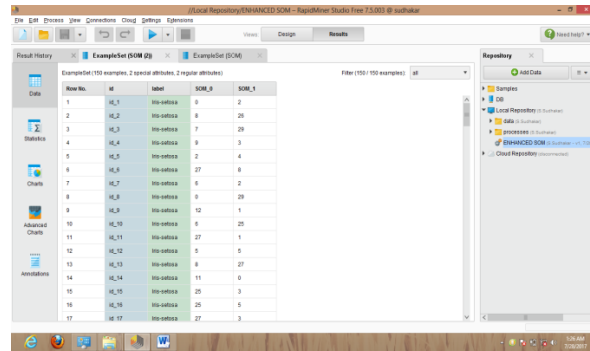 //Local Repository/ENHANCED SOM – RapidMiner Studio Free 7.5.003 @ sudhakar
File Edit Process View Connections Cloud Settings Extensions
Views: Design Results
Need help?
Result History ExampleSet (SOM (2)) ExampleSet (SOM) Repository
ExampleSet (150 examples, 2 special attributes, 2 regular attributes) Filter (150 / 150 examples): all
Add Data
Data
Statistics
Charts
Advanced Charts
Annotations
Row No. id label SOM_0 SOM_1
1 id_1 Iris-setosa 0 2
2 id_2 Iris-setosa 8 26
3 id_3 Iris-setosa 7 29
4 id_4 Iris-setosa 9 3
5 id_5 Iris-setosa 2 4
6 id_6 Iris-setosa 27 8
7 id_7 Iris-setosa 6 2
8 id_8 Iris-setosa 0 29
9 id_9 Iris-setosa 12 1
10 id_10 Iris-setosa 6 25
11 id_11 Iris-setosa 27 1
12 id_12 Iris-setosa 5 5
13 id_13 Iris-setosa 8 27
14 id_14 Iris-setosa 11 0
15 id_15 Iris-setosa 25 3
16 id_16 Iris-setosa 25 5
17 id_17 Iris-setosa 27 3
Samples
DB
Local Repository (S.Sudhakar)
data (S.Sudhakar)
processes (S.Sudhakar)
ENHANCED SOM (S.Sudhakar
Cloud Repository (disconnected)
5:26 AM